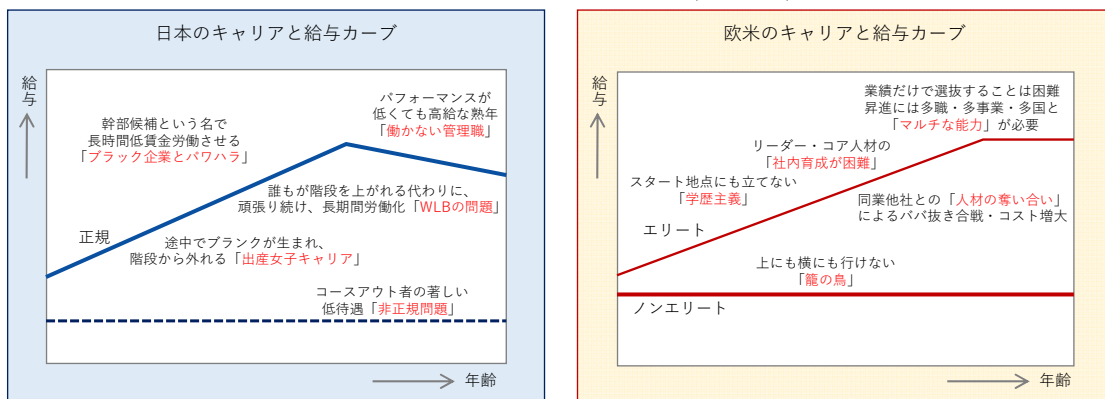 日本のキャリアと給与カーブ
給与
幹部候補という名で
長時間低賃金労働させる
「ブラック企業とパワハラ」
パフォーマンスが
低くても高給な熟年
「働かない管理職」
誰もが階段を上がれる代わりに、
頑張り続け、長期間労働化「WLBの問題」
正規
途中でブランクが生まれ、
階段から外れる「出産女子キャリア」
コースアウト者の著しい
低待遇「非正規問題」
年齢
欧米のキャリアと給与カーブ
給与
業績だけで選抜することは困難
昇進には多職・多事業・多国と
「マルチな能力」が必要
リーダー・コア人材の
「社内育成が困難」
スタート地点にも立てない
「学歴主義」
同業他社との「人材の奪い合い」
によるババ抜き合戦・コスト増大
エリート
上にも横にも行けない
「籠の鳥」
ノンエリート
年齢